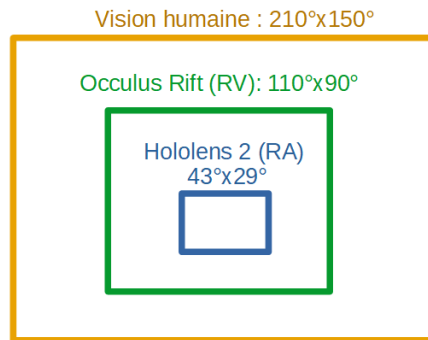 Vision humaine : 210°x150°
Occulus Rift (RV): 110°x90°
Hololens 2 (RA)
43°x29°